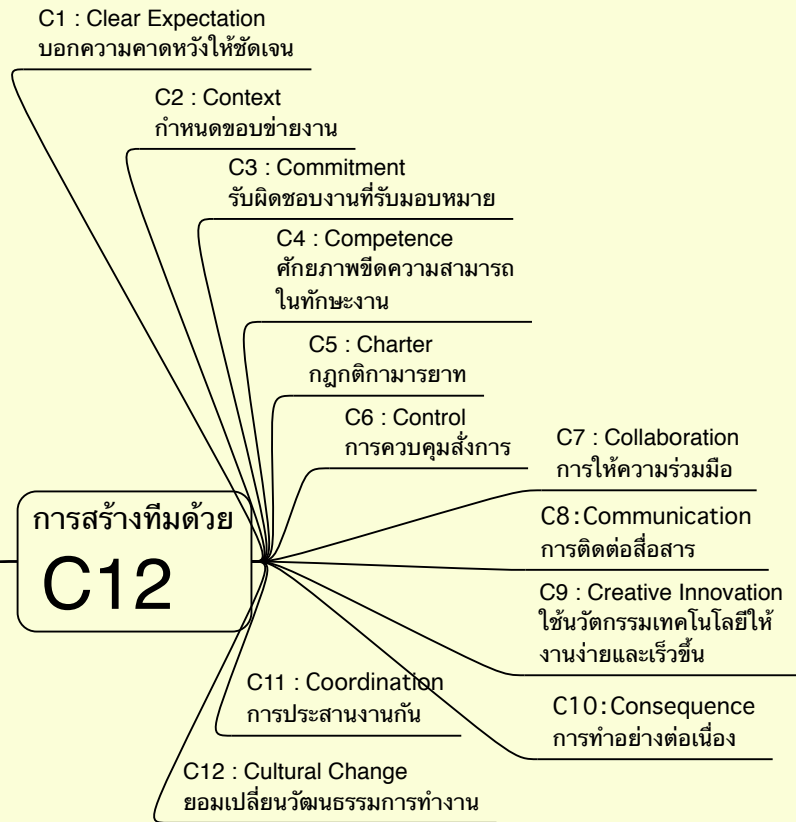 C1 : Clear Expectation
บอกความคาดหวังให้ชัดเจน
C2 : Context
กำหนดขอบข่ายงาน
C3 : Commitment
รับผิดชอบงานที่รับมอบหมาย
C4 : Competence
ศักยภาพขีดความสามารถ
ในทักษะงาน
C5 : Charter
กฎกติกามารยาท
C6 : Control
การควบคุมสั่งการ
C7 : Collaboration
การให้ความร่วมมือ
การสร้างทีมด้วย
C12
C8:Communication
การติดต่อสื่อสาร
C9 : Creative Innovation
ใช้นวัตกรรมเทคโนโลยีให้
งานง่ายและเร็วขึ้น
C10:Consequence
การทำอย่างต่อเนื่อง
C11 : Coordination
การประสานงานกัน
C12 : Cultural Change
ยอมเปลี่ยนวัฒนธรรมการทำงาน